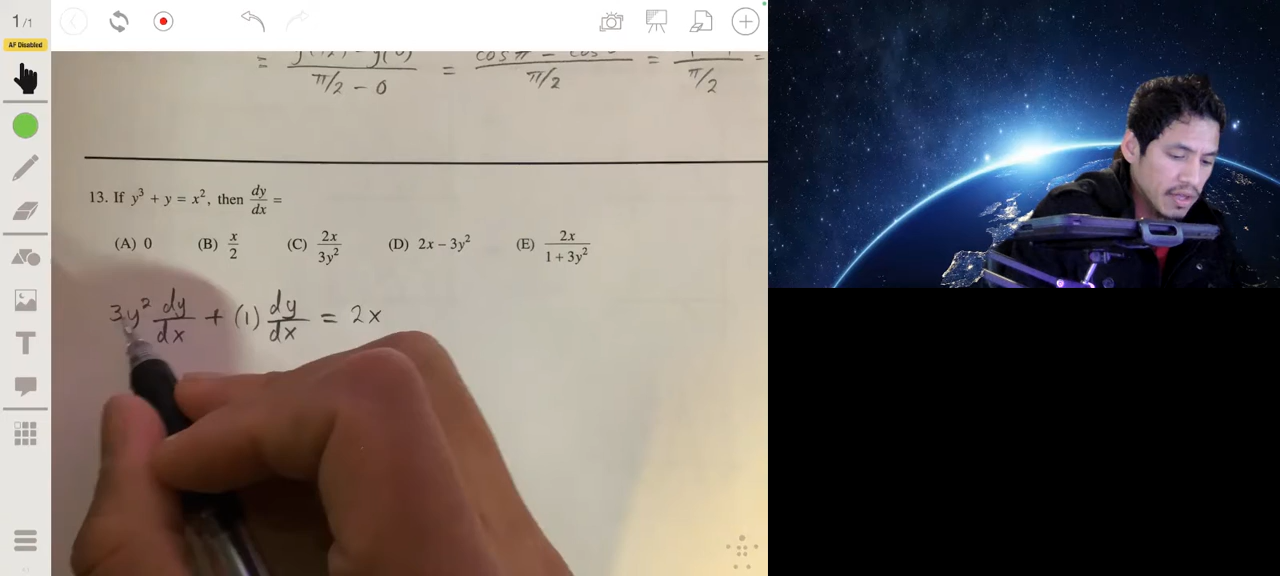 1/1
AF Disabled
= / π/2 − 0 = cos π − cos / π/2 = / π/2 =
13. If y³ + y = x², then dy/dx =
(A) 0 (B) x/2 (C) 2x/3y² (D) 2x − 3y² (E) 2x/1 + 3y²
3y² dy/dx + (1) dy/dx = 2x
T